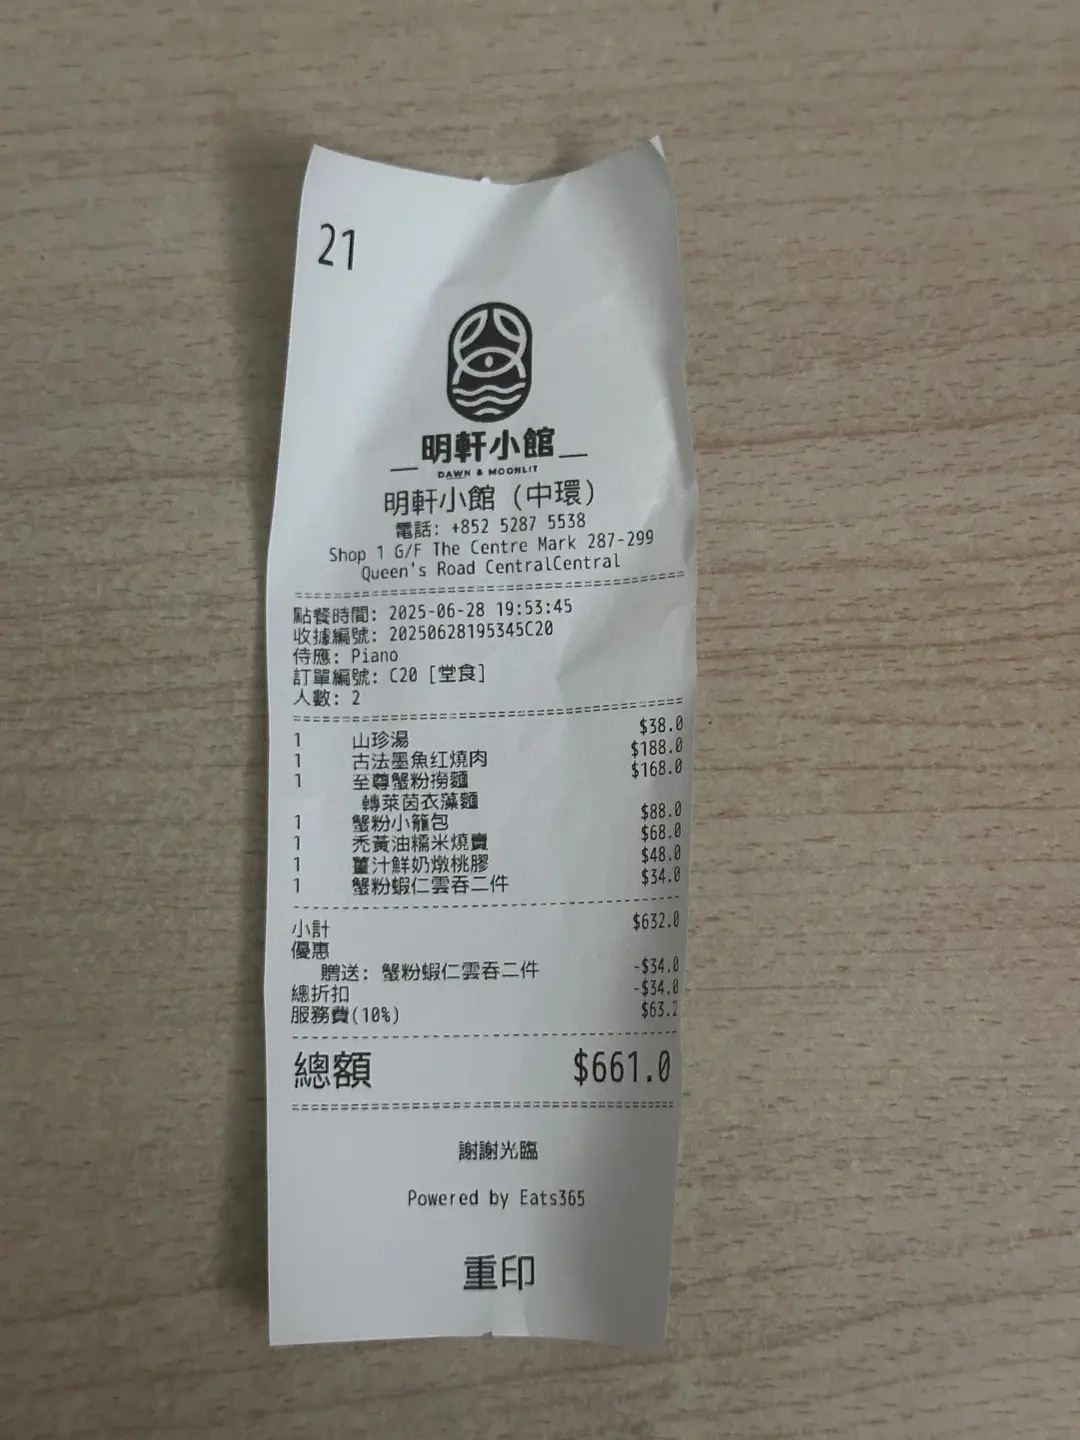 21
明軒小館
DAWN & MOONLIT
明軒小館 (中環)
電話: +852 5287 5538
Shop 1 G/F The Centre Mark 287-299
Queen's Road CentralCentral
點餐時間: 2025-06-28 19:53:45
收據編號: 20250628195345C20
侍應: Piano
訂單編號: C20 [堂食]
人數: 2
1 山珍湯 $38.0
1 古法墨魚红燒肉 $188.0
1 至尊蟹粉撈麵 $168.0
轉萊茵衣藻麵
1 蟹粉小籠包 $88.0
1 禿黃油糯米燒賣 $68.0
1 薑汁鮮奶燉桃膠 $48.0
1 蟹粉蝦仁雲吞二件 $34.0
小計 $632.0
優惠
贈送: 蟹粉蝦仁雲吞二件 -$34.0
總折扣 -$34.0
服務費(10%) $63.2
總額 $661.0
謝謝光臨
Powered by Eats365
重印